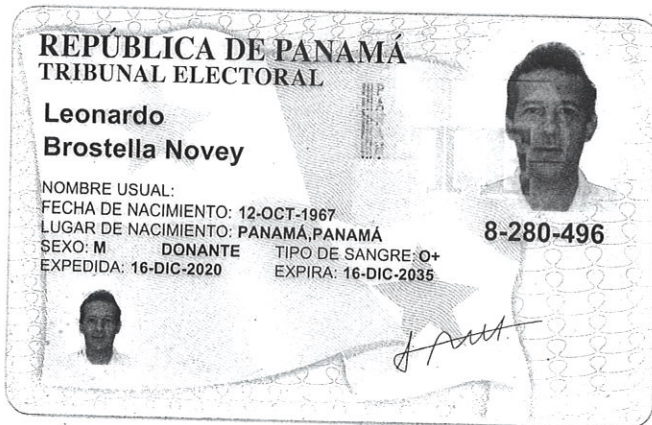 REPÚBLICA DE PANAMÁ
TRIBUNAL ELECTORAL
Leonardo
Brostella Novey
NOMBRE USUAL:
FECHA DE NACIMIENTO: 12-OCT-1967
LUGAR DE NACIMIENTO: PANAMÁ,PANAMÁ
SEXO: M DONANTE TIPO DE SANGRE: O+
EXPEDIDA: 16-DIC-2020 EXPIRA: 16-DIC-2035
8-280-496